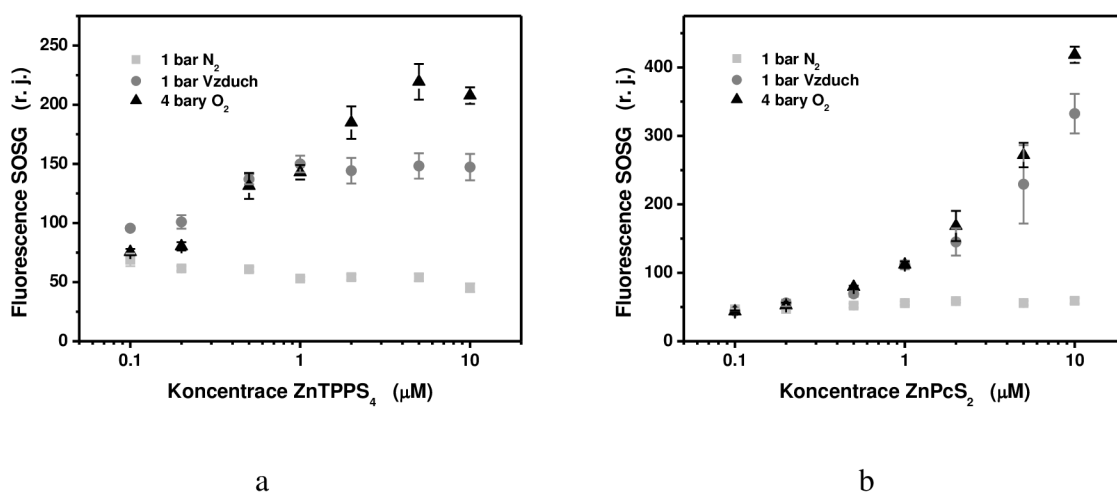 250
200
150
100
50
0
Fluorescence SOSG (r. j.)
1 bar N₂
1 bar Vzduch
4 bary O₂
0.1
1
10
Koncentrace ZnTPPS₄ (μM)
a
400
300
200
100
0
Fluorescence SOSG (r. j.)
1 bar N₂
1 bar Vzduch
4 bary O₂
0.1
1
10
Koncentrace ZnPcS₂ (μM)
b